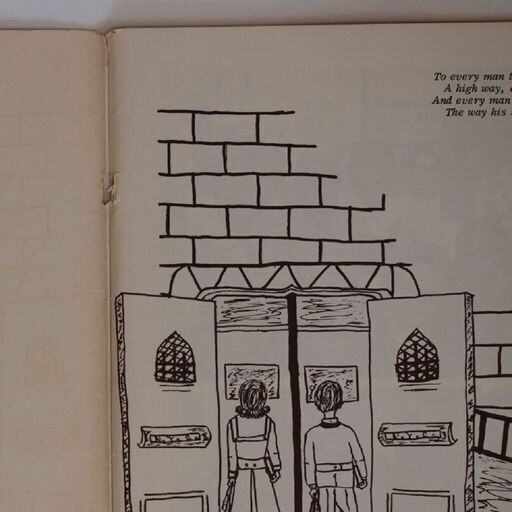 To every man t
A high way,
And every man
The way his